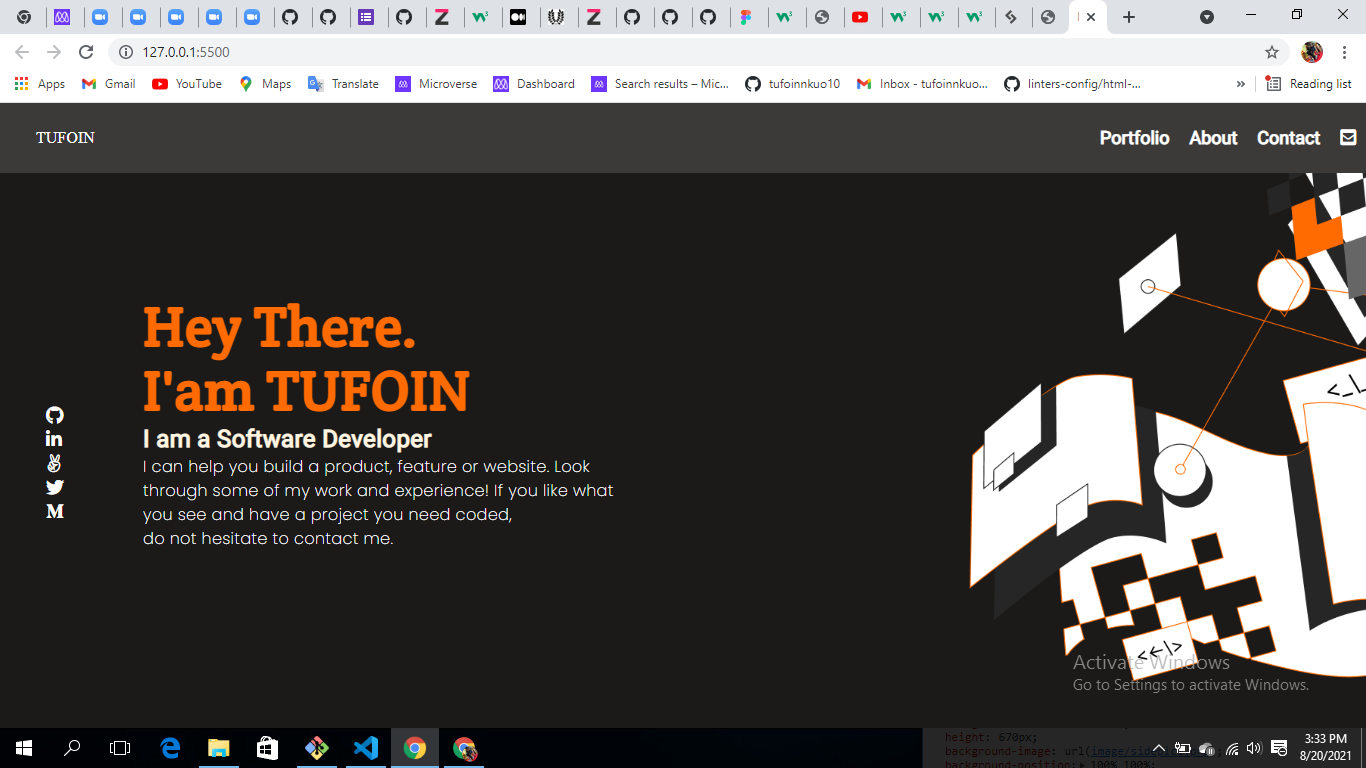 127.0.0.1:5500
Apps Gmail YouTube Maps Translate Microverse Dashboard Search results – Mic... tufoinnkuo10 Inbox - tufoinnkuo... linters-config/html-... » Reading list
TUFOIN
Portfolio About Contact
Hey There.
I'am TUFOIN
I am a Software Developer
I can help you build a product, feature or website. Look
through some of my work and experience! If you like what
you see and have a project you need coded,
do not hesitate to contact me.
<←|>
Activate Windows
Go to Settings to activate Windows.
height: 670px;
background-image: url(
background-position: 100% 100%;
3:33 PM
8/20/2021